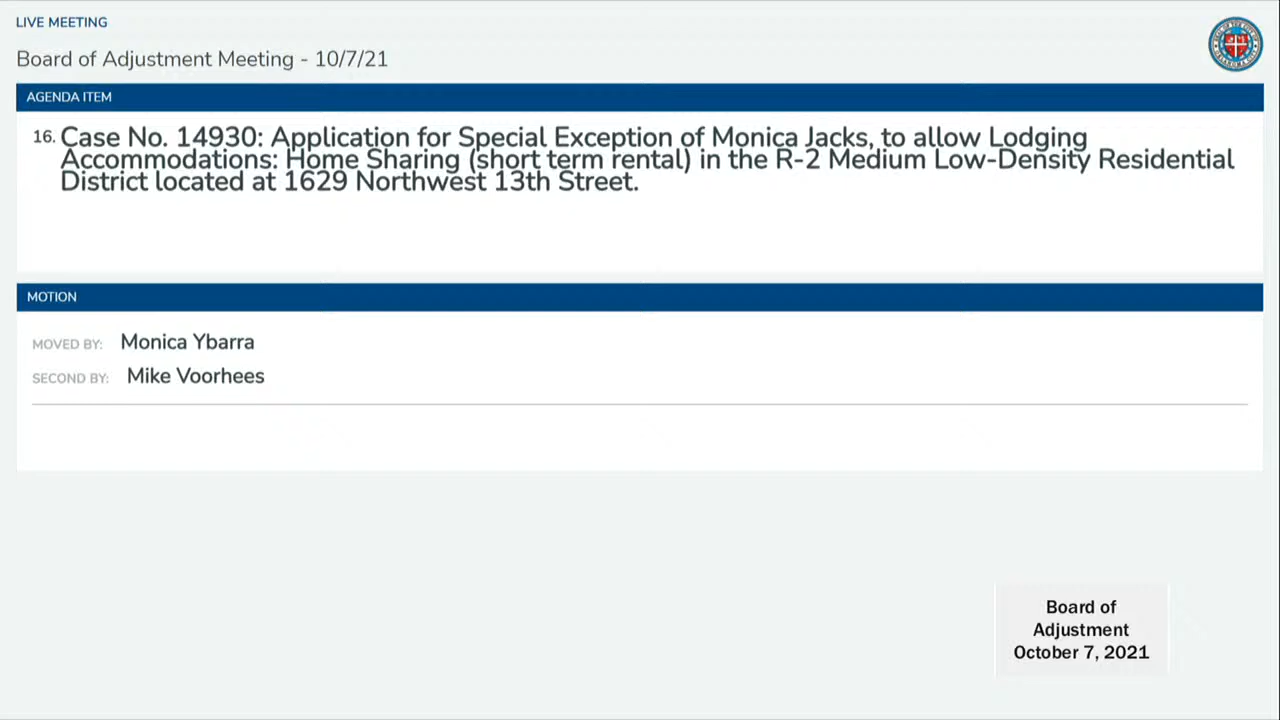 LIVE MEETING
Board of Adjustment Meeting - 10/7/21
AGENDA ITEM
16. Case No. 14930: Application for Special Exception of Monica Jacks, to allow Lodging
Accommodations: Home Sharing (short term rental) in the R-2 Medium Low-Density Residential
District located at 1629 Northwest 13th Street.
MOTION
MOVED BY: Monica Ybarra
SECOND BY: Mike Voorhees
Board of
Adjustment
October 7, 2021